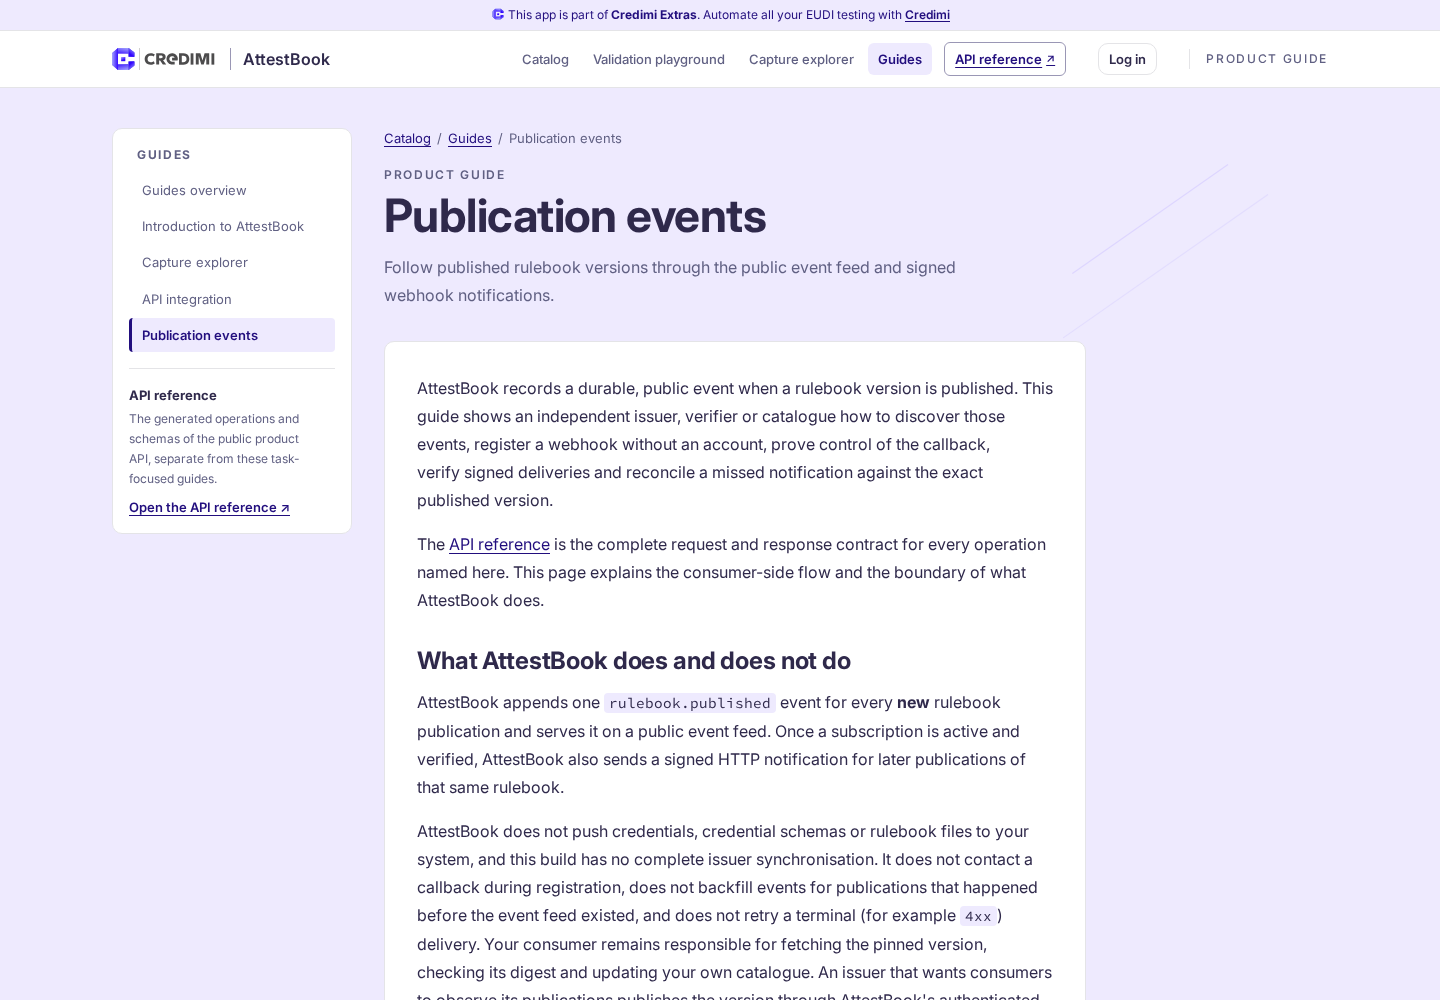 This app is part of Credimi Extras. Automate all your EUDI testing with Credimi
CREDIMI AttestBook
Catalog Validation playground Capture explorer Guides API reference ↗ Log in PRODUCT GUIDE
GUIDES
Guides overview
Introduction to AttestBook
Capture explorer
API integration
Publication events
API reference
The generated operations and
schemas of the public product
API, separate from these task-
focused guides.
Open the API reference ↗
Catalog / Guides / Publication events
PRODUCT GUIDE
Publication events
Follow published rulebook versions through the public event feed and signed
webhook notifications.
AttestBook records a durable, public event when a rulebook version is published. This
guide shows an independent issuer, verifier or catalogue how to discover those
events, register a webhook without an account, prove control of the callback,
verify signed deliveries and reconcile a missed notification against the exact
published version.
The API reference is the complete request and response contract for every operation
named here. This page explains the consumer-side flow and the boundary of what
AttestBook does.
What AttestBook does and does not do
AttestBook appends one rulebook.published event for every new rulebook
publication and serves it on a public event feed. Once a subscription is active and
verified, AttestBook also sends a signed HTTP notification for later publications of
that same rulebook.
AttestBook does not push credentials, credential schemas or rulebook files to your
system, and this build has no complete issuer synchronisation. It does not contact a
callback during registration, does not backfill events for publications that happened
before the event feed existed, and does not retry a terminal (for example 4xx)
delivery. Your consumer remains responsible for fetching the pinned version,
checking its digest and updating your own catalogue. An issuer that wants consumers
to observe its publications publishes the version through AttestBook's authenticated